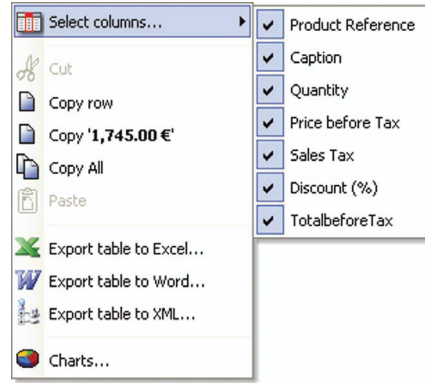 Select columns...
Cut
Copy row
Copy '1,745.00 €'
Copy All
Paste
Export table to Excel...
Export table to Word...
Export table to XML...
Charts...
Product Reference
Caption
Quantity
Price before Tax
Sales Tax
Discount (%)
TotalbeforeTax